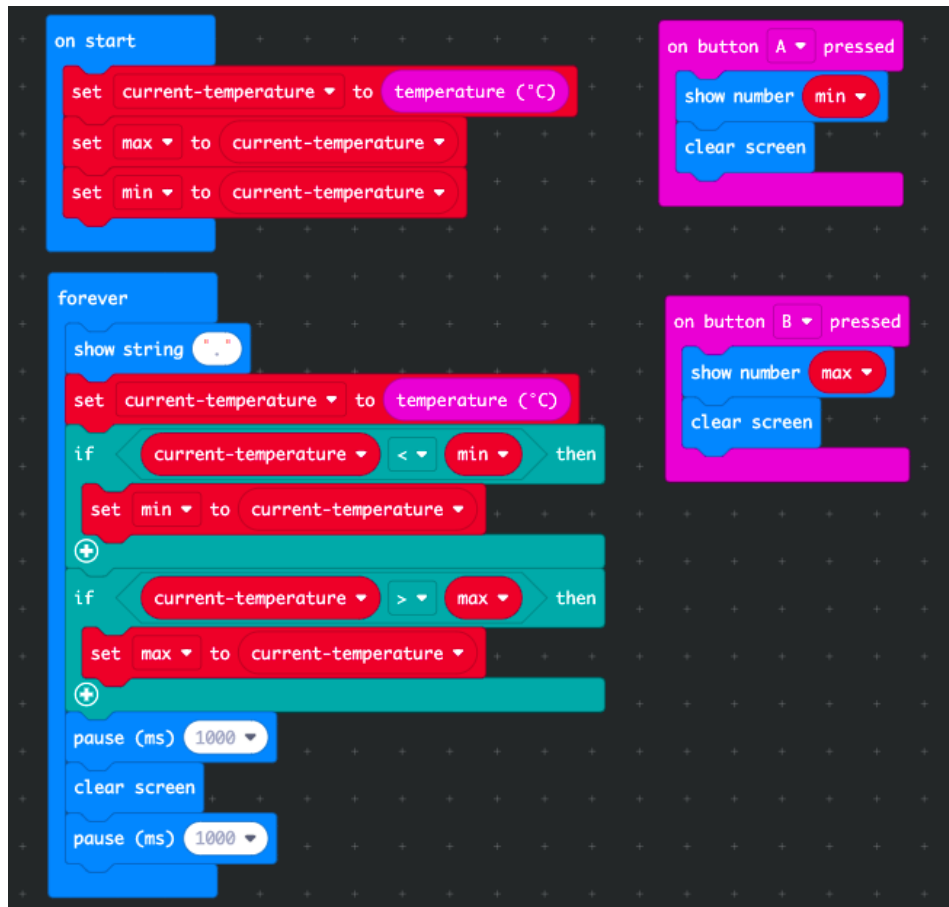 on start
set current-temperature to temperature (°C)
set max to current-temperature
set min to current-temperature
forever
show string "."
set current-temperature to temperature (°C)
if current-temperature < min then
set min to current-temperature
if current-temperature > max then
set max to current-temperature
pause (ms) 1000
clear screen
pause (ms) 1000
on button A pressed
show number min
clear screen
on button B pressed
show number max
clear screen